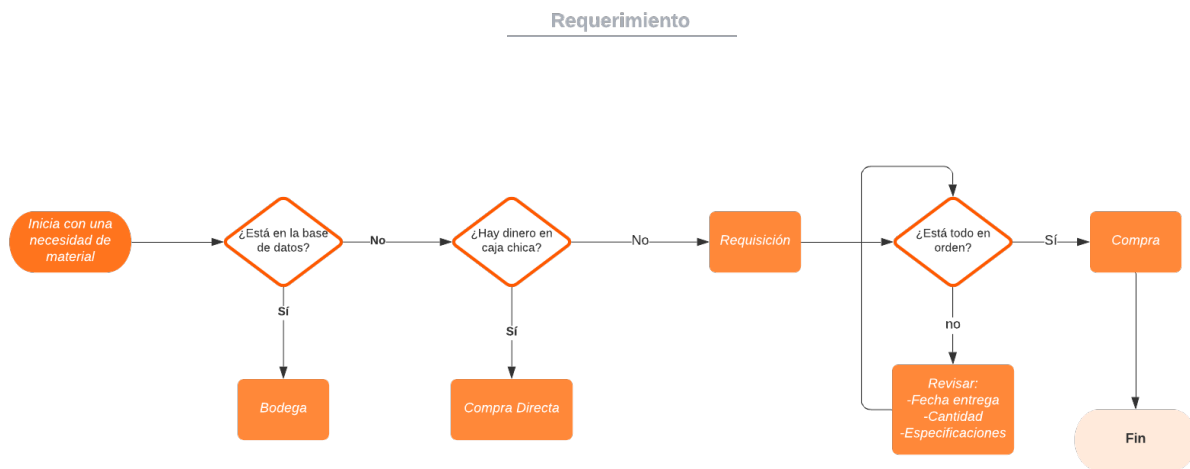 Requerimiento
Inicia con una
necesidad de
material
¿Está en la base
de datos?
No
¿Hay dinero en
caja chica?
No
Requisición
¿Está todo en
orden?
Sí
Compra
Sí
Sí
no
Bodega
Compra Directa
Revisar:
-Fecha entrega
-Cantidad
-Especificaciones
Fin